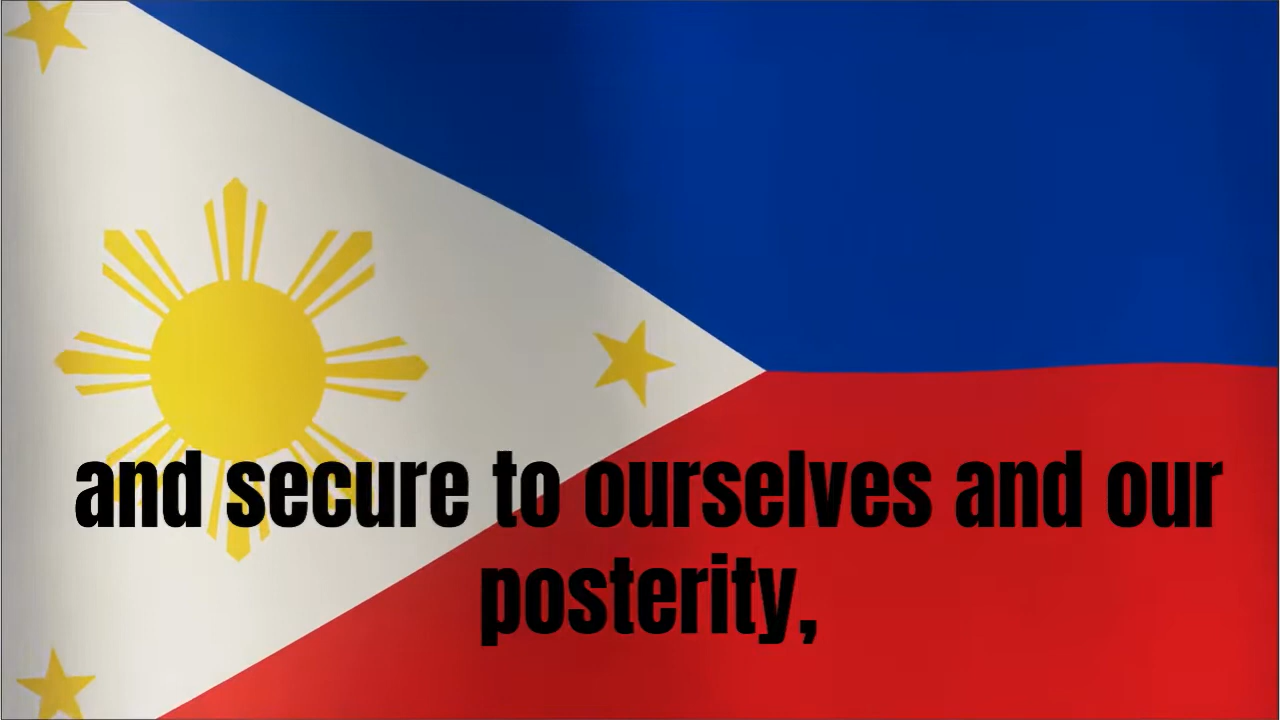 and secure to ourselves and our
posterity,